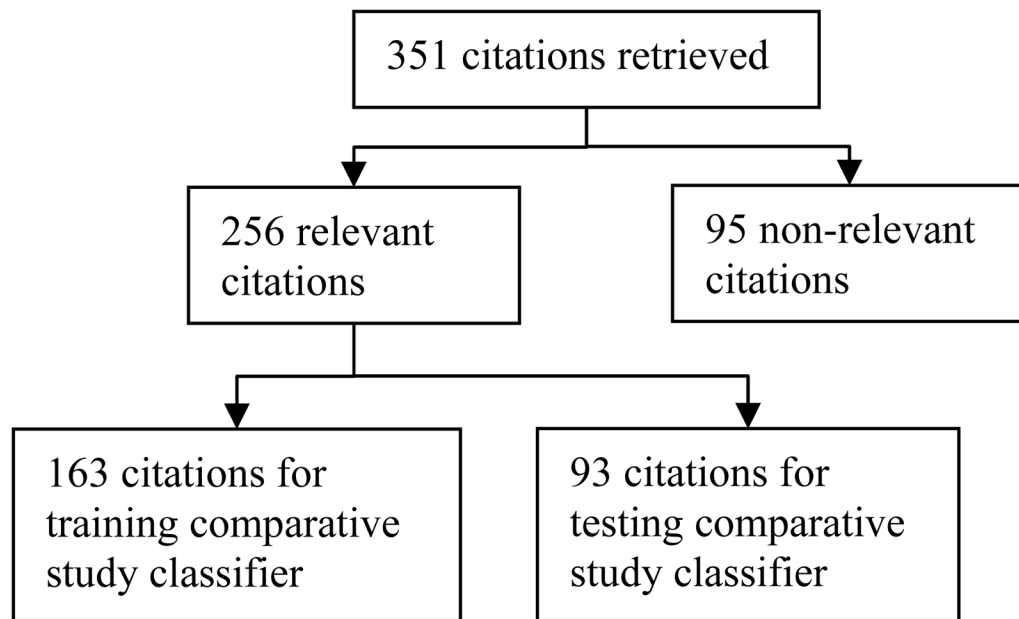 351 citations retrieved
256 relevant
citations
95 non-relevant
citations
163 citations for
training comparative
study classifier
93 citations for
testing comparative
study classifier